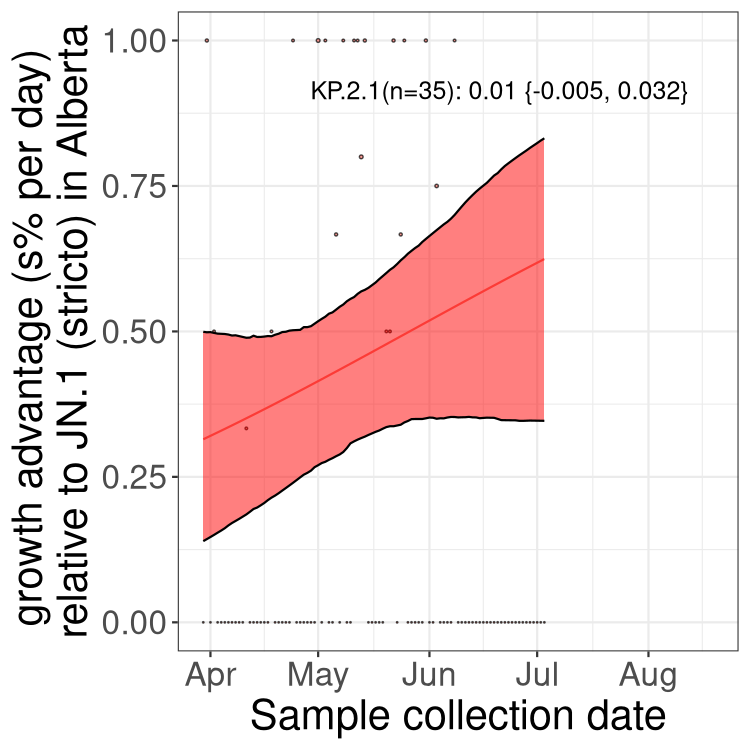 growth advantage (s% per day)
relative to JN.1 (stricto) in Alberta
1.00
0.75
0.50
0.25
0.00
KP.2.1(n=35): 0.01 {-0.005, 0.032}
Apr May Jun Jul Aug
Sample collection date